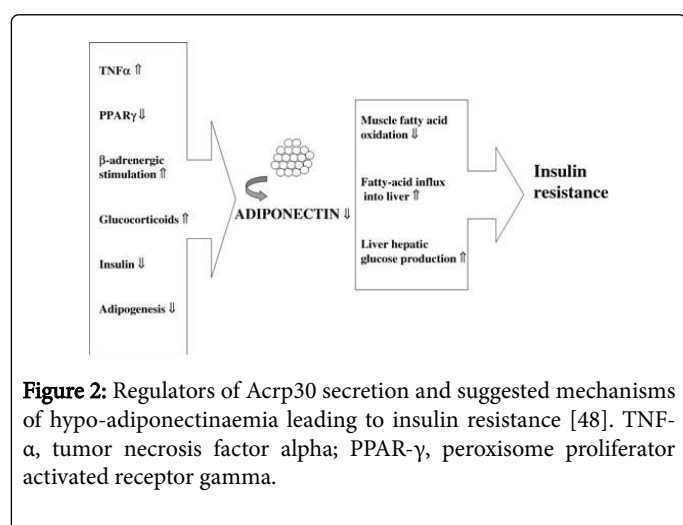 TNFα ⇑
PPARγ ⇓
β-adrenergic
stimulation ⇑
Glucocorticoids ⇑
Insulin ⇓
Adipogenesis ⇓
ADIPONECTIN ⇓
Muscle fatty acid
oxidation ⇓
Fatty-acid influx
into liver ⇑
Liver hepatic
glucose production ⇑
Insulin
resistance
Figure 2: Regulators of Acrp30 secretion and suggested mechanisms
of hypo-adiponectinaemia leading to insulin resistance [48]. TNF-
α, tumor necrosis factor alpha; PPAR-γ, peroxisome proliferator
activated receptor gamma.